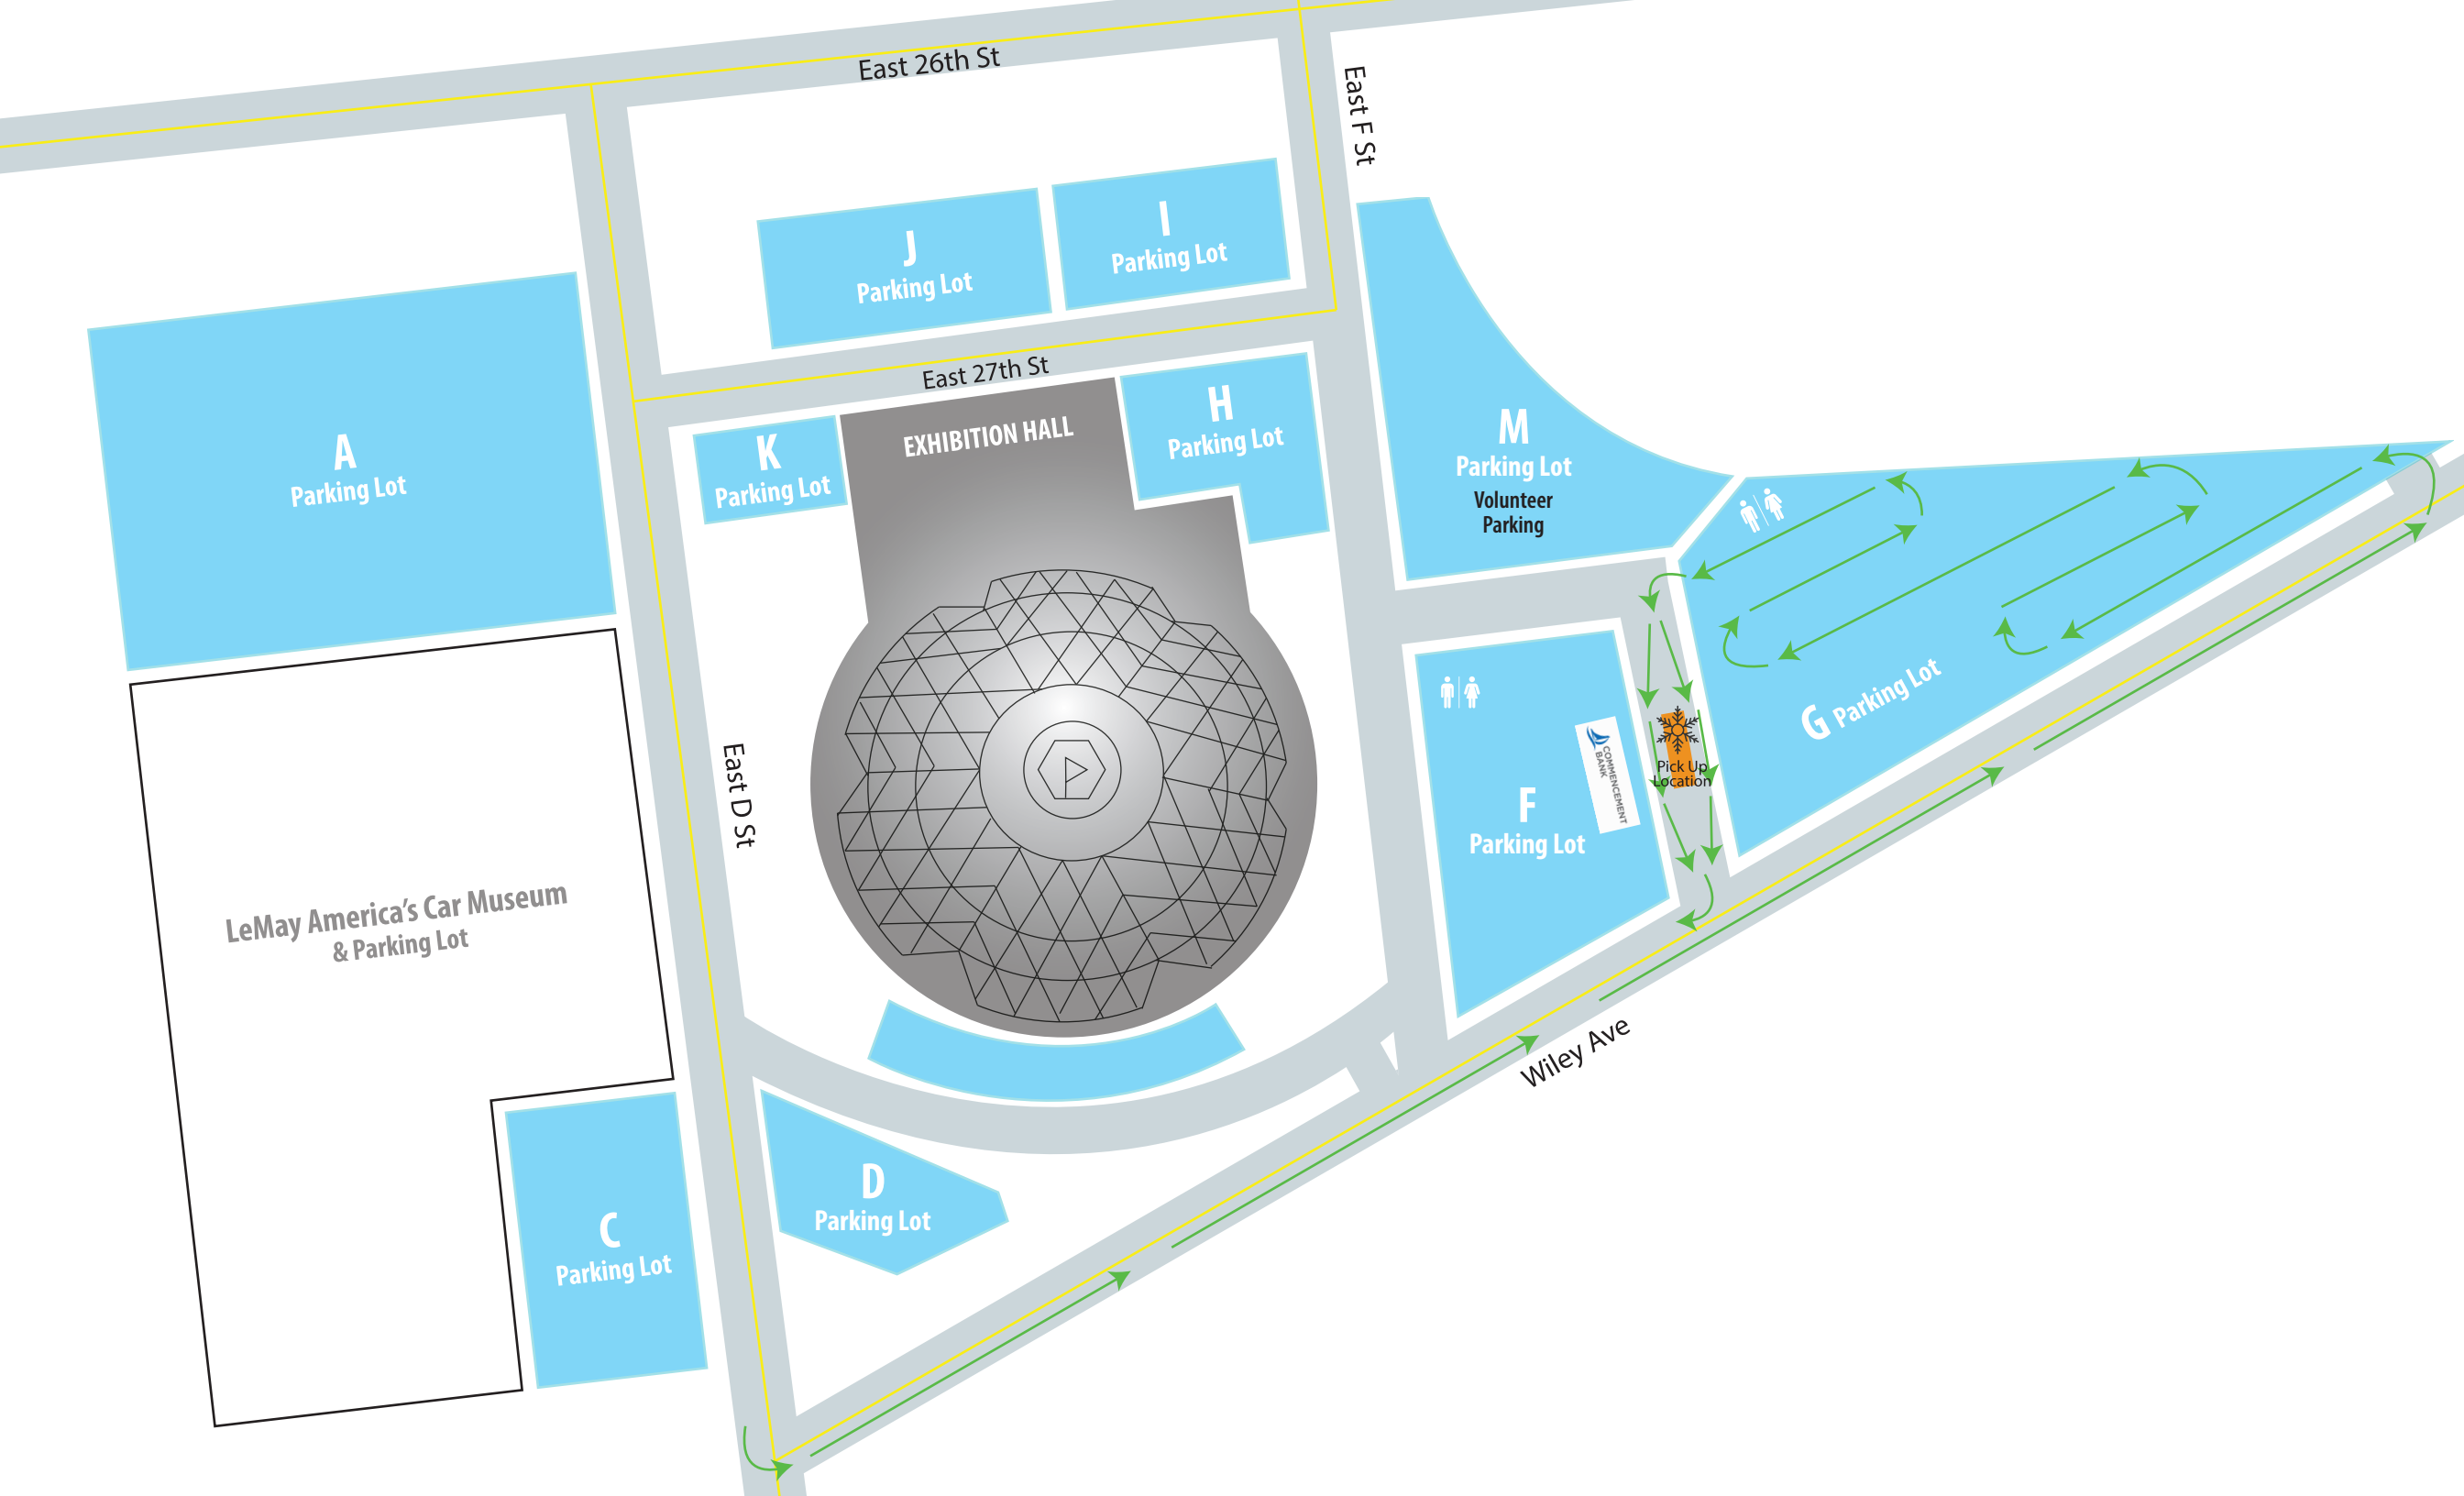 East 26th St
East F St
I
Parking Lot
J
Parking Lot
East 27th St
H
Parking Lot
EXHIBITION HALL
K
Parking Lot
A
Parking Lot
M
Parking Lot
Volunteer
Parking
G Parking Lot
COMMENCEMENT
BANK
Pick Up
Location
F
Parking Lot
East D St
LeMay America's Car Museum
& Parking Lot
Wiley Ave
D
Parking Lot
C
Parking Lot